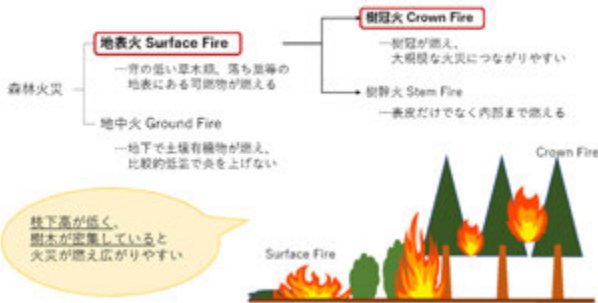 森林火災
地表火 Surface Fire
―背の低い草木類、落ち葉等の
地表にある可燃物が燃える
地中火 Ground Fire
―地下で土壌有機物が燃え、
比較的低温で炎を上げない
樹冠火 Crown Fire
―樹冠が燃え、
大規模な火災につながりやすい
樹幹火 Stem Fire
―表皮だけでなく内部まで燃える
枝下高が低く、
樹木が密集していると
火災が燃え広がりやすい
Surface Fire
Crown Fire